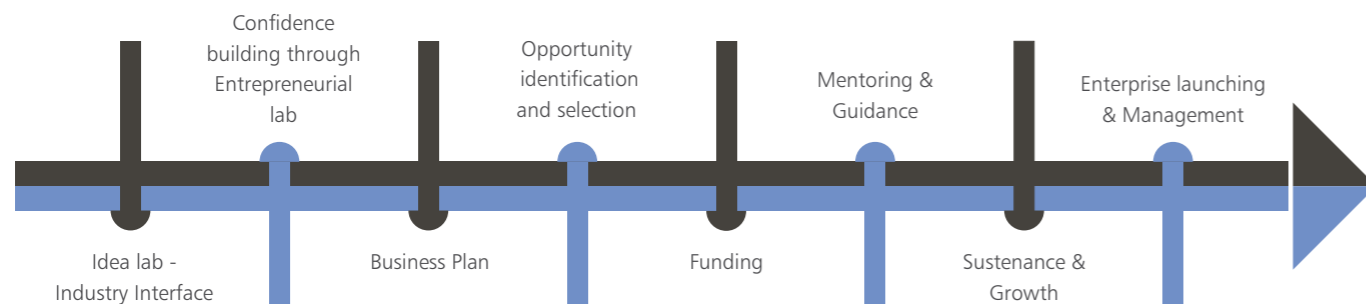 Confidence
building through
Entrepreneurial
lab
Opportunity
identification
and selection
Mentoring &
Guidance
Enterprise launching
& Management
Idea lab -
Industry Interface
Business Plan
Funding
Sustenance &
Growth